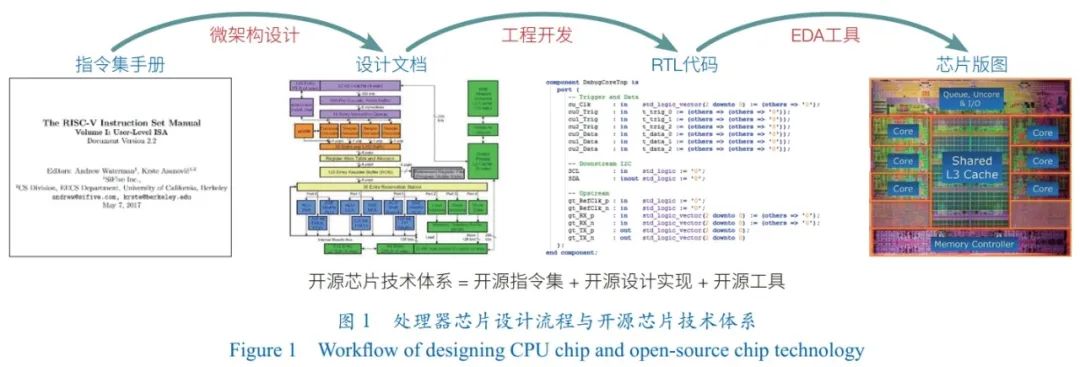 微架构设计
工程开发
EDA工具
指令集手册
设计文档
RTL代码
芯片版图
The RISC-V Instruction Set Manual
Volume I: User-Level ISA
Document Version 2.2
Editors: Andrew Waterman¹, Krste Asanović¹,²
¹SiFive Inc.,
²CS Division, EECS Department, University of California, Berkeley
andrew@sifive.com, krste@berkeley.edu
May 7, 2017
component DebugCoreTop is
port (
-- Trigger and Data
cu_Clk : in std_logic_vector(2 downto 0) := (others => '0');
cu0_Trig : in t_trig_0 := (others => (others => '0'));
cu1_Trig : in t_trig_1 := (others => (others => '0'));
cu2_Trig : in t_trig_2 := (others => (others => '0'));
cu0_Data : in t_data_0 := (others => (others => '0'));
cu1_Data : in t_data_1 := (others => (others => '0'));
cu2_Data : in t_data_2 := (others => (others => '0'));
-- Downstream I2C
SCL : in std_logic := '0';
SDA : inout std_logic := '0';
-- Upstream
gt_RefClk_p : in std_logic := '0';
gt_RefClk_n : in std_logic := '0';
gt_RX_p : in std_logic_vector(2 downto 0) := (others => '0');
gt_RX_n : in std_logic_vector(2 downto 0) := (others => '0');
gt_TX_p : out std_logic_vector(2 downto 0);
gt_TX_n : out std_logic_vector(2 downto 0)
);
end component;
Queue, Uncore
& I/O
Core
Core
Core
Core
Core
Core
Shared
L3 Cache
Memory Controller
开源芯片技术体系 = 开源指令集 + 开源设计实现 + 开源工具
图 1 处理器芯片设计流程与开源芯片技术体系
Figure 1 Workflow of designing CPU chip and open-source chip technology